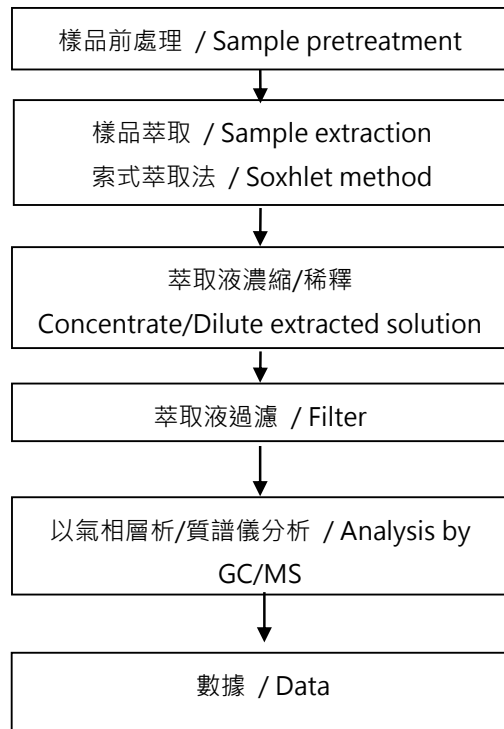 樣品前處理 / Sample pretreatment
樣品萃取 / Sample extraction
索式萃取法 / Soxhlet method
萃取液濃縮/稀釋
Concentrate/Dilute extracted solution
萃取液過濾 / Filter
以氣相層析/質譜儀分析 / Analysis by
GC/MS
數據 / Data